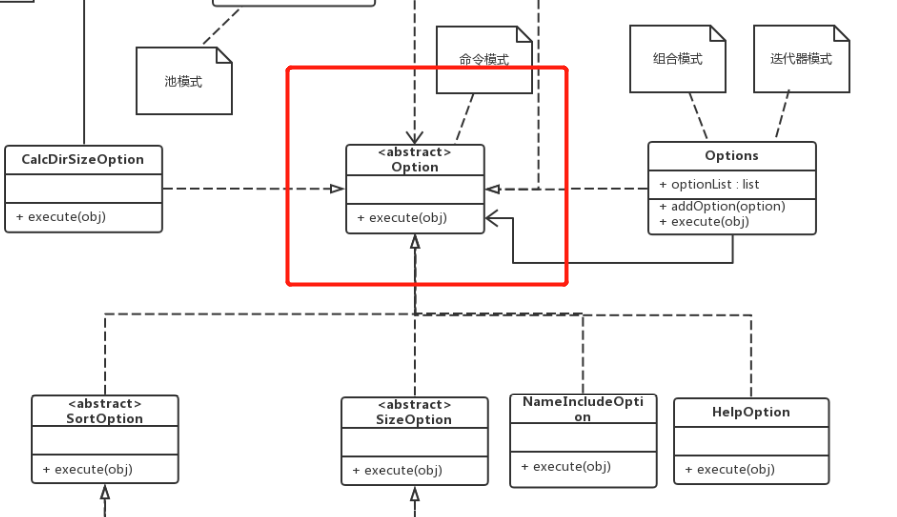 命令模式
组合模式
迭代器模式
池模式
CalcDirSizeOption
+ execute(obj)
<abstract>
Option
+ execute(obj)
Options
+ optionList : list
+ addOption(option)
+ execute(obj)
<abstract>
SortOption
+ execute(obj)
<abstract>
SizeOption
+ execute(obj)
NameIncludeOpti
on
+ execute(obj)
HelpOption
+ execute(obj)